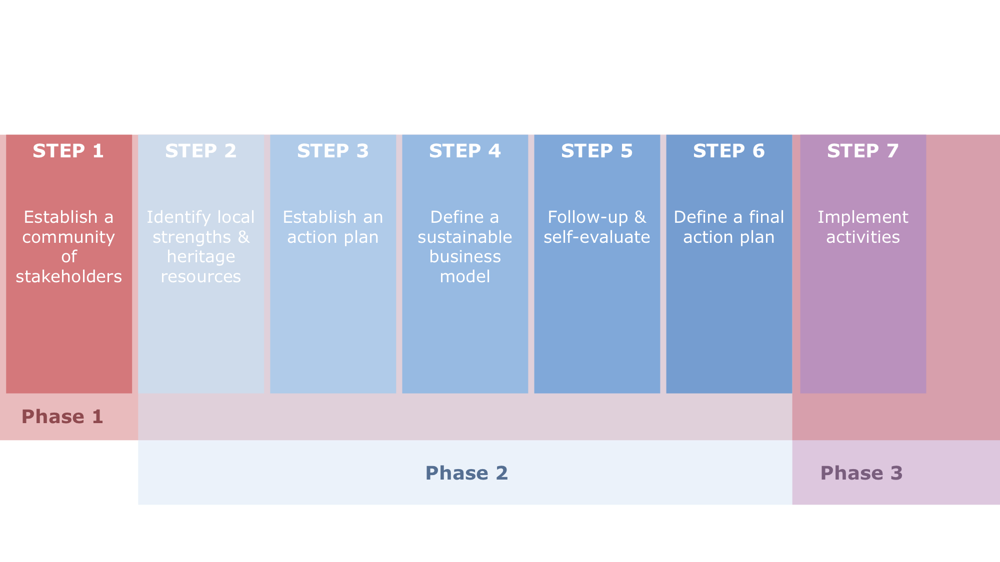 STEP 1
Establish a
community
of
stakeholders
STEP 2
Identify local
strengths &
heritage
resources
STEP 3
Establish an
action plan
STEP 4
Define a
sustainable
business
model
STEP 5
Follow-up &
self-evaluate
STEP 6
Define a final
action plan
STEP 7
Implement
activities
Phase 1
Phase 2
Phase 3